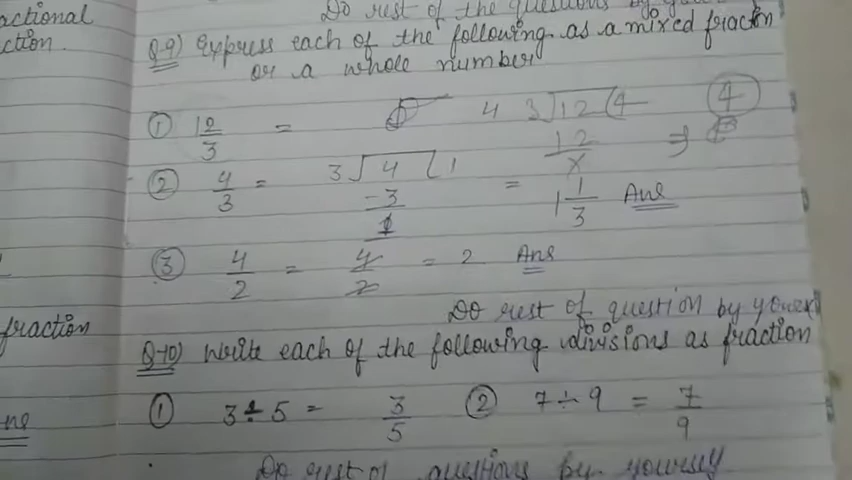 actional
ction.
Do rest of the questions by
Q-9) Express each of the following as a mixed fraction
or a whole number
① 12/3 = 4 3)12(4 4
12
x ⇒
② 4/3 = 3)4(1 = 1 1/3 Ans
-3
1
③ 4/2 = 4/2 = 2 Ans
Do rest of question by
fraction
Q-10) Write each of the following divisions as fraction
① 3÷5 = 3/5 ② 7÷9 = 7/9
ns
Do rest of questions by